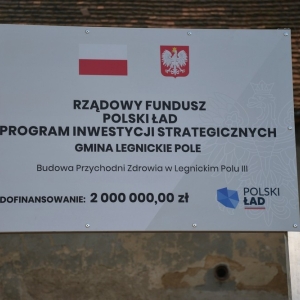 RZĄDOWY FUNDUSZ
POLSKI ŁAD
PROGRAM INWESTYCJI STRATEGICZNYCH
GMINA LEGNICKIE POLE
Budowa Przychodni Zdrowia w Legnickim Polu III
DOFINANSOWANIE: 2 000 000,00 zł
POLSKI
ŁAD